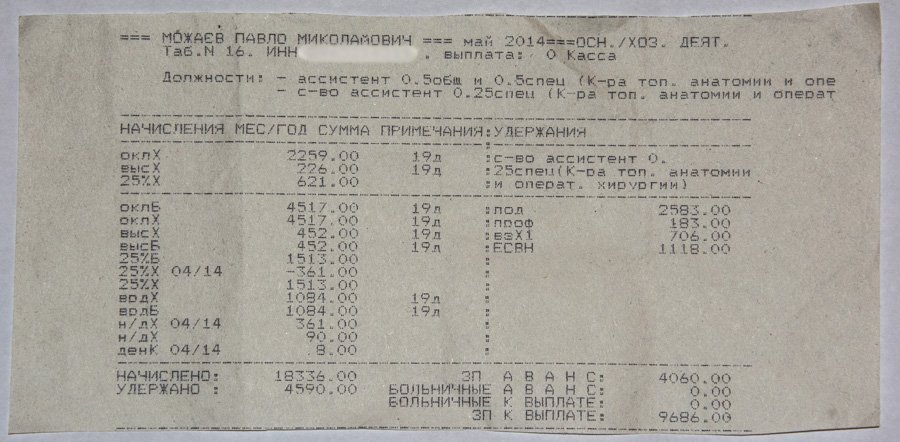 === МОЖАЄВ ПАВЛО МИКОЛАЙОВИЧ === май 2014===ОСН./ХОЗ. ДЕЯТ.
Таб.N 16. ИНН . выплата: 0 Касса
Должности: - ассистент 0.5общ и 0.5спец (К-ра топ. анатомии и опе
- с-во ассистент 0.25спец (К-ра топ. анатомии и операт
НАЧИСЛЕНИЯ МЕС/ГОД СУММА ПРИМЕЧАНИЯ:УДЕРЖАНИЯ
оклХ 2259.00 19д :с-во ассистент 0.
высХ 226.00 19д :25спец(К-ра топ. анатомии
25%Х 621.00 :и операт. хирургии)
оклБ 4517.00 19д :под 2583.00
оклХ 4517.00 19д :проф 183.00
высХ 452.00 19д :взХ1 706.00
высБ 452.00 19д :ЕСВН 1118.00
25%Б 1513.00 :
25%Х 04/14 -361.00 :
25%Х 1513.00 :
врдХ 1084.00 19д :
врдБ 1084.00 19д :
н/дХ 04/14 361.00 :
н/дХ 90.00 :
денК 04/14 8.00 :
НАЧИСЛЕНО: 18336.00 ЗП А В А Н С: 4060.00
УДЕРЖАНО : 4590.00 БОЛЬНИЧНЫЕ А В А Н С: 0.00
БОЛЬНИЧНЫЕ К ВЫПЛАТЕ: 0.00
ЗП К ВЫПЛАТЕ: 9686.00